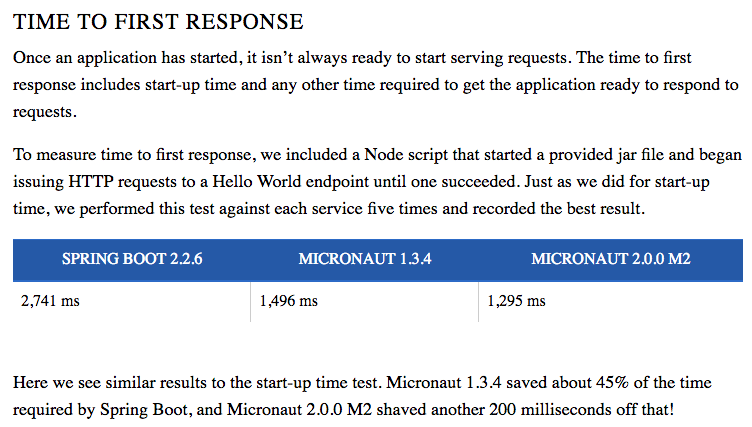 TIME TO FIRST RESPONSE
Once an application has started, it isn’t always ready to start serving requests. The time to first
response includes start-up time and any other time required to get the application ready to respond to
requests.
To measure time to first response, we included a Node script that started a provided jar file and began
issuing HTTP requests to a Hello World endpoint until one succeeded. Just as we did for start-up
time, we performed this test against each service five times and recorded the best result.
SPRING BOOT 2.2.6 MICRONAUT 1.3.4 MICRONAUT 2.0.0 M2
2,741 ms 1,496 ms 1,295 ms
Here we see similar results to the start-up time test. Micronaut 1.3.4 saved about 45% of the time
required by Spring Boot, and Micronaut 2.0.0 M2 shaved another 200 milliseconds off that!